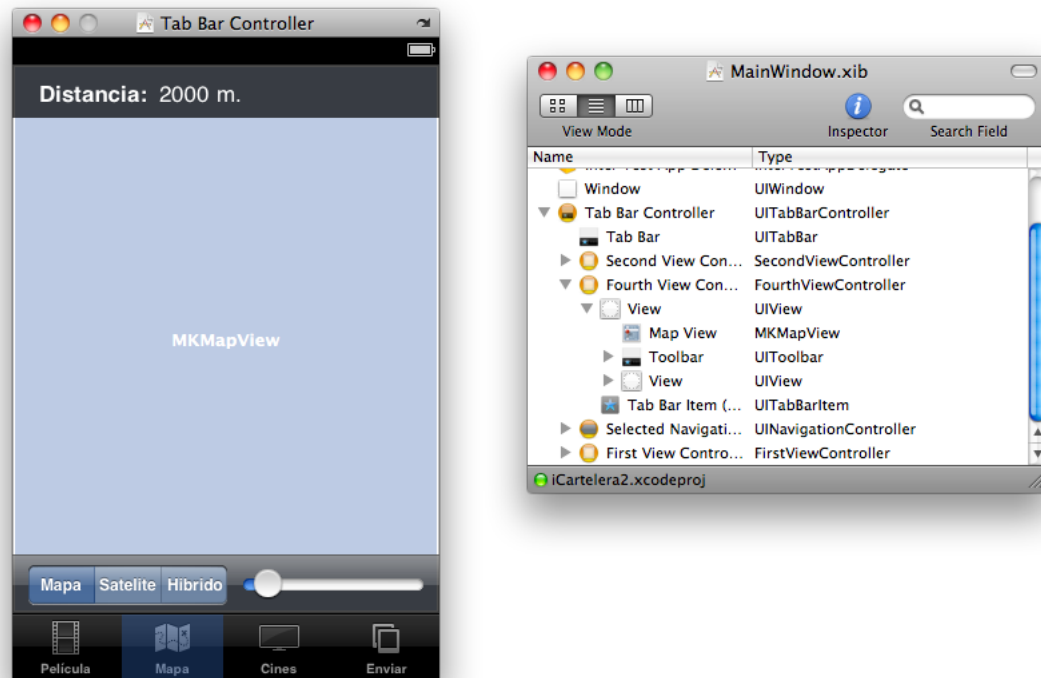 Tab Bar Controller
Distancia: 2000 m.
MKMapView
Mapa Satelite Hibrido
Película Mapa Cines Enviar
MainWindow.xib
View Mode Inspector Search Field
Name Type
Window UIWindow
Tab Bar Controller UITabBarController
Tab Bar UITabBar
Second View Con... SecondViewController
Fourth View Con... FourthViewController
View UIView
Map View MKMapView
Toolbar UIToolbar
View UIView
Tab Bar Item (... UITabBarItem
Selected Navigati... UINavigationController
First View Contro... FirstViewController
iCartelera2.xcodeproj